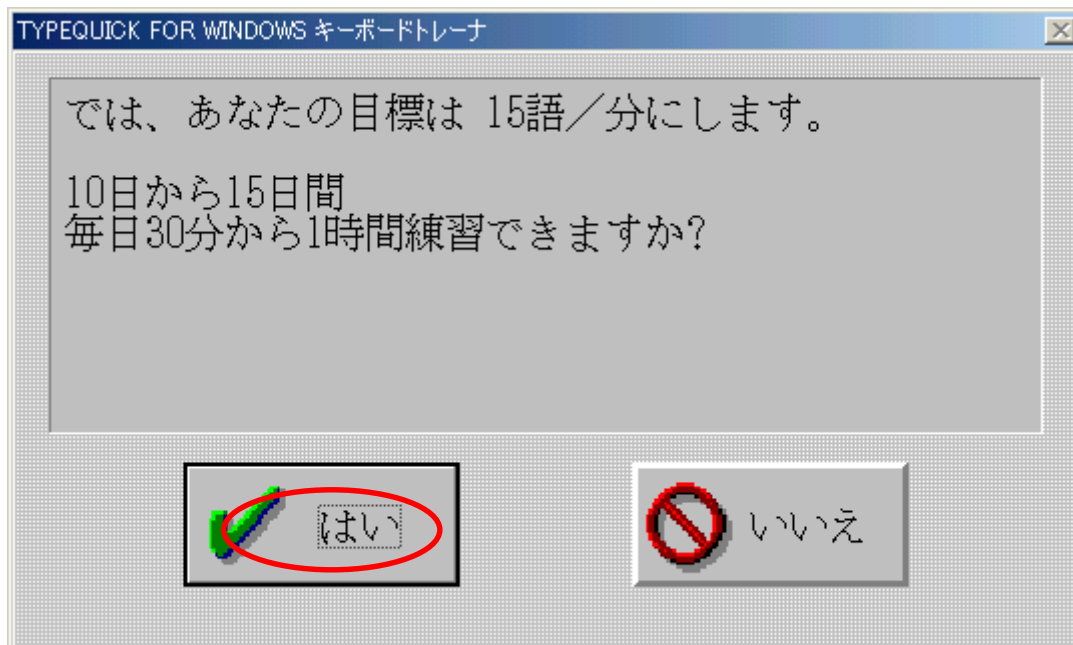 TYPEQUICK FOR WINDOWS キーボードトレーナ
では、あなたの目標は 15語／分にします。
10日から15日間
毎日30分から1時間練習できますか?
はい
いいえ